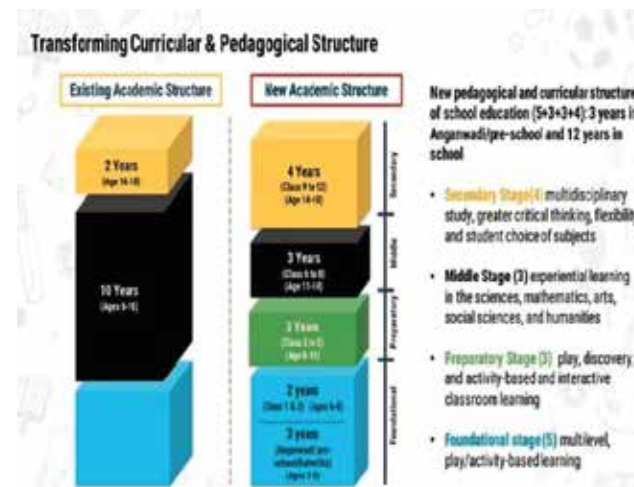 Transforming Curricular & Pedagogical Structure
Existing Academic Structure
New Academic Structure
2 Years
(Age 16-18)
10 Years
(Ages 6-16)
4 Years
(Class 9 to 12)
(Age 14-18)
Secondary
3 Years
(Class 6 to 8)
(Age 11-14)
Middle
3 Years
(Class 3 to 5)
(Age 8-11)
Preparatory
2 years
(Class 1 & 2) (Ages 6-8)
3 years
(Ages 3-6)
Foundational
New pedagogical and curricular structure
of school education (5+3+3+4): 3 years in
Anganwadi/pre-school and 12 years in
school
• Secondary Stage(4) multidisciplinary
study, greater critical thinking, flexibility
and student choice of subjects
• Middle Stage (3) experiential learning
in the sciences, mathematics, arts,
social sciences, and humanities
• Preparatory Stage (3) play, discovery,
and activity-based and interactive
classroom learning
• Foundational stage(5) multilevel,
play/activity-based learning